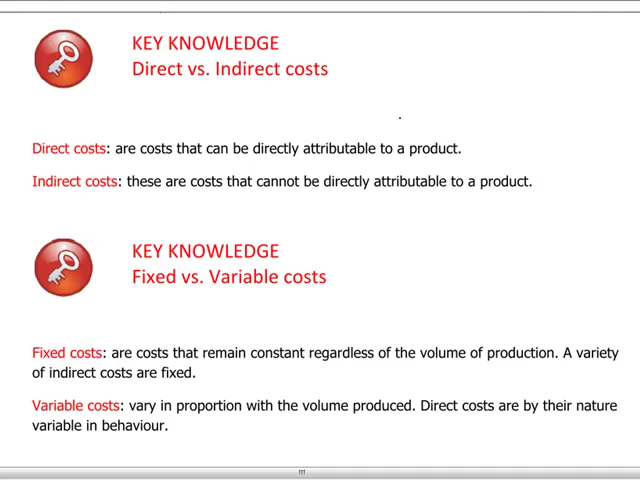 KEY KNOWLEDGE
Direct vs. Indirect costs
Direct costs: are costs that can be directly attributable to a product.
Indirect costs: these are costs that cannot be directly attributable to a product.
KEY KNOWLEDGE
Fixed vs. Variable costs
Fixed costs: are costs that remain constant regardless of the volume of production. A variety
of indirect costs are fixed.
Variable costs: vary in proportion with the volume produced. Direct costs are by their nature
variable in behaviour.